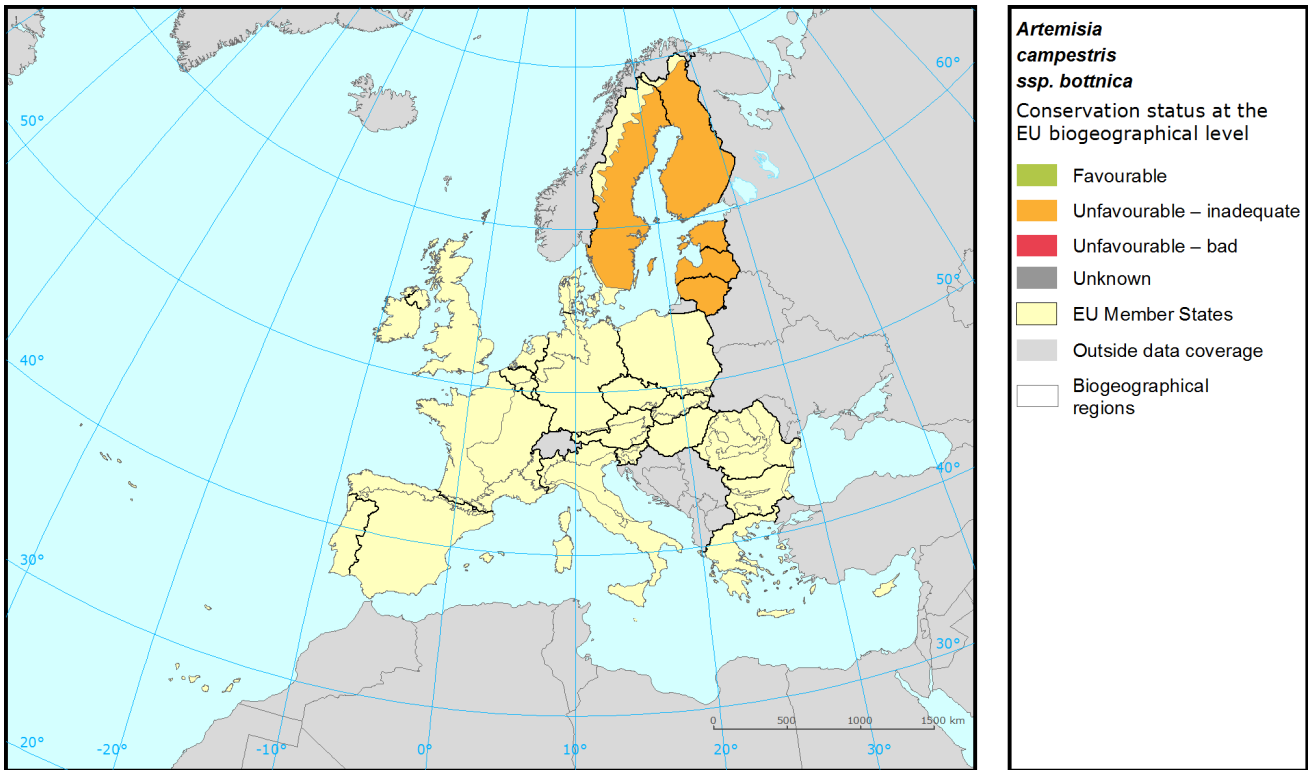 60°
50°
50°
40°
40°
30°
30°
20°
-20°
-10°
0°
10°
20°
30°
0
500
1000
1500 km
Artemisia
campestris
ssp. bottnica
Conservation status at the
EU biogeographical level
Favourable
Unfavourable – inadequate
Unfavourable – bad
Unknown
EU Member States
Outside data coverage
Biogeographical
regions